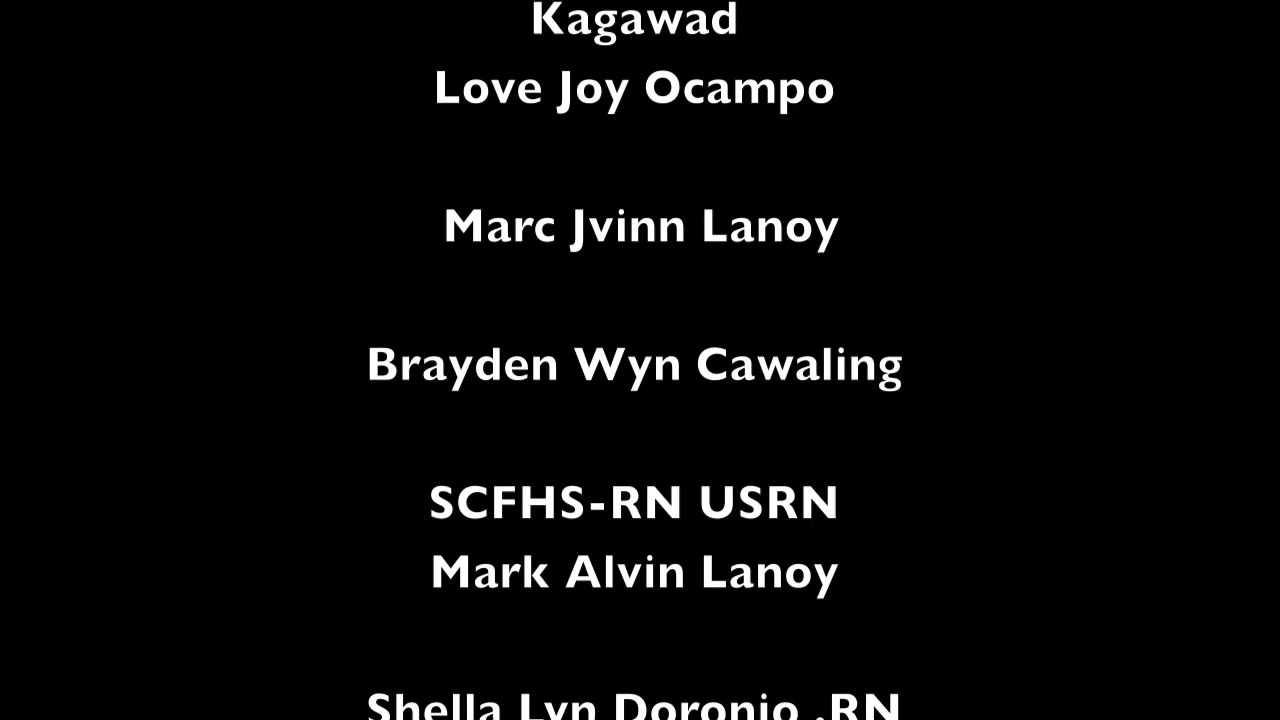 Kagawad
Love Joy Ocampo
Marc Jvinn Lanoy
Brayden Wyn Cawaling
SCFHS-RN USRN
Mark Alvin Lanoy
Shella Lyn Doronio .RN